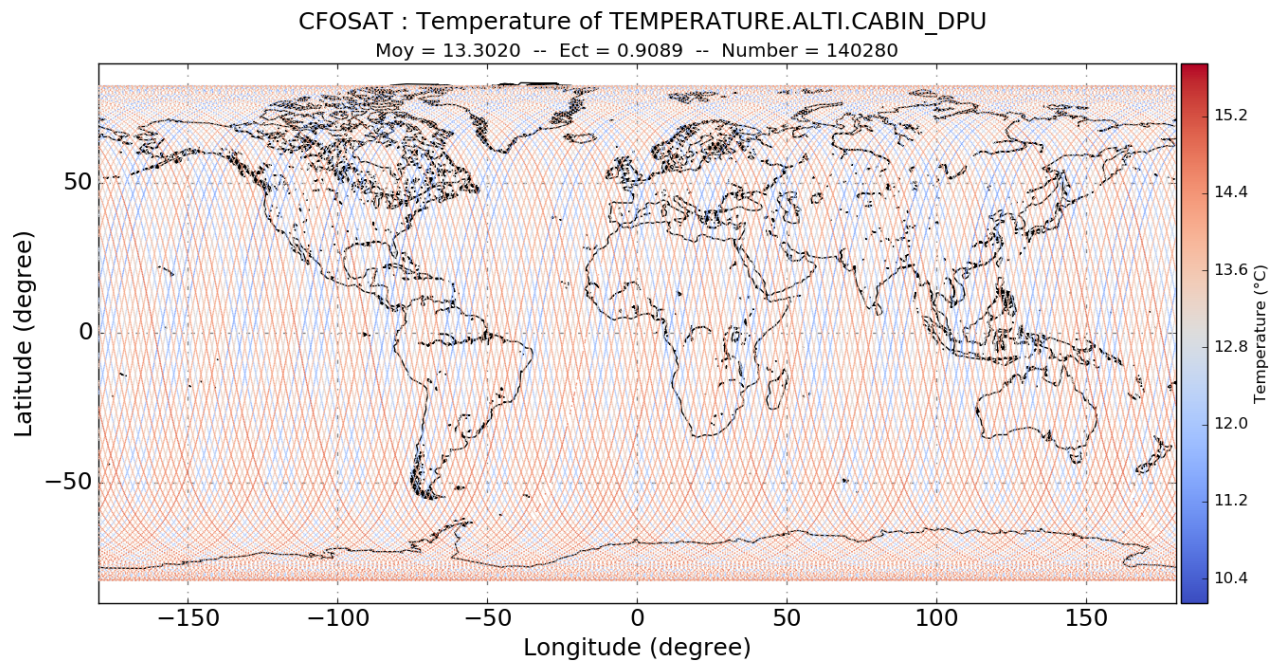 CFOSAT : Temperature of TEMPERATURE.ALTI.CABIN_DPU
Moy = 13.3020 -- Ect = 0.9089 -- Number = 140280
50
0
−50
Latitude (degree)
−150 −100 −50 0 50 100 150
Longitude (degree)
15.2
14.4
13.6
12.8
12.0
11.2
10.4
Temperature (°C)